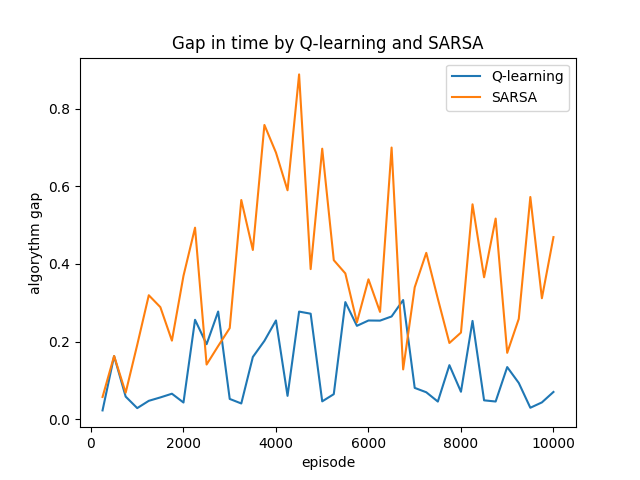 Gap in time by Q-learning and SARSA
Q-learning
SARSA
0.8
0.6
0.4
0.2
0.0
algorythm gap
0
2000
4000
6000
8000
10000
episode